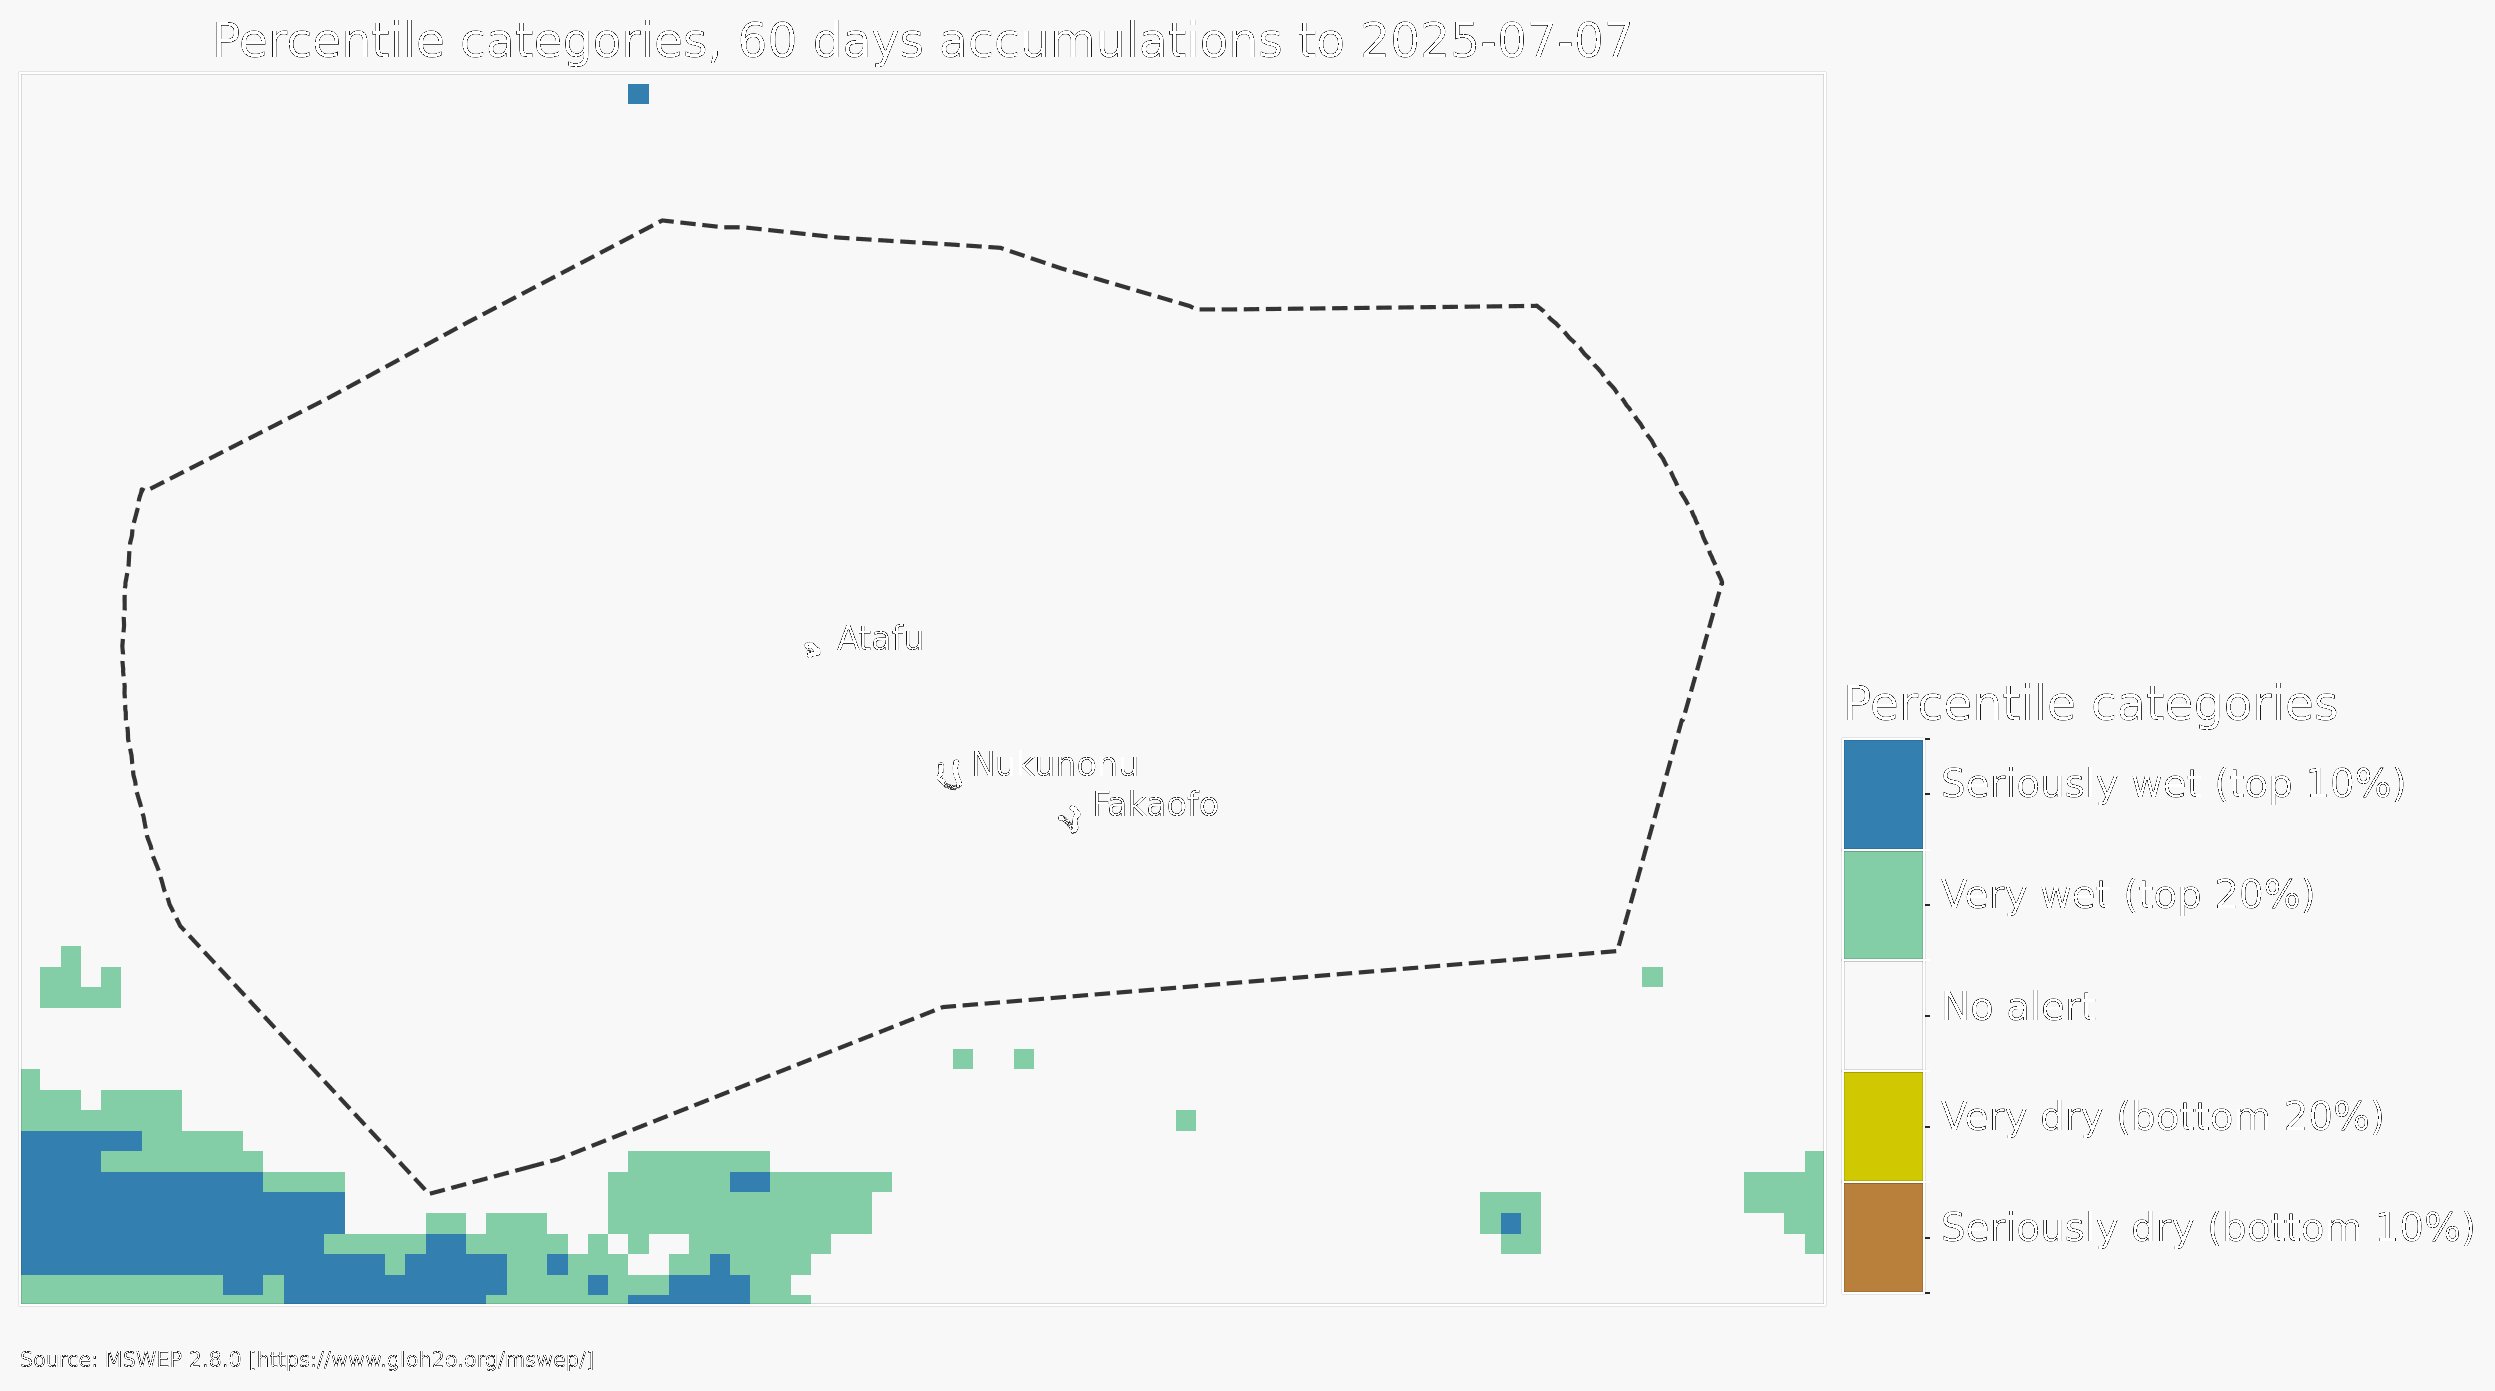 Percentile categories, 60 days accumulations to 2025-07-07
Atafu
Nukunonu
Fakaofo
Percentile categories
Seriously wet (top 10%)
Very wet (top 20%)
No alert
Very dry (bottom 20%)
Seriously dry (bottom 10%)
Source: MSWEP 2.8.0 [https://www.gloh2o.org/mswep/]